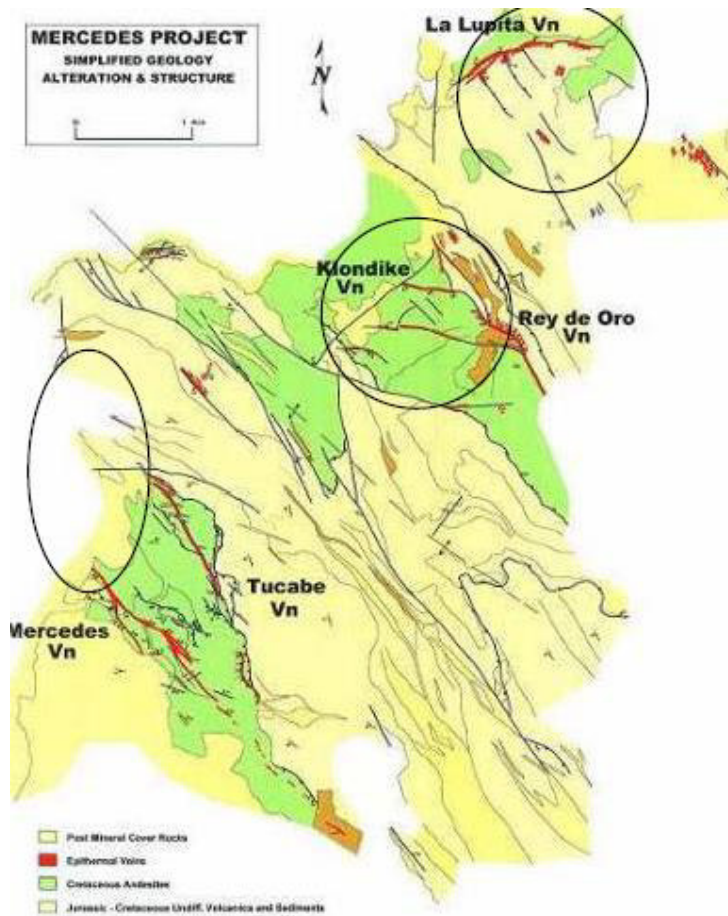 MERCEDES PROJECT
SIMPLIFIED GEOLOGY
ALTERATION & STRUCTURE
N
La Lupita Vn
Klondike
Vn
Rey de Oro
Vn
Tucabe
Vn
Mercedes
Vn
Post Mineral Cover Rocks
Epithermal Veins
Cretaceous Andesites
Jurassic - Cretaceous Undiff. Volcanics and Sediments